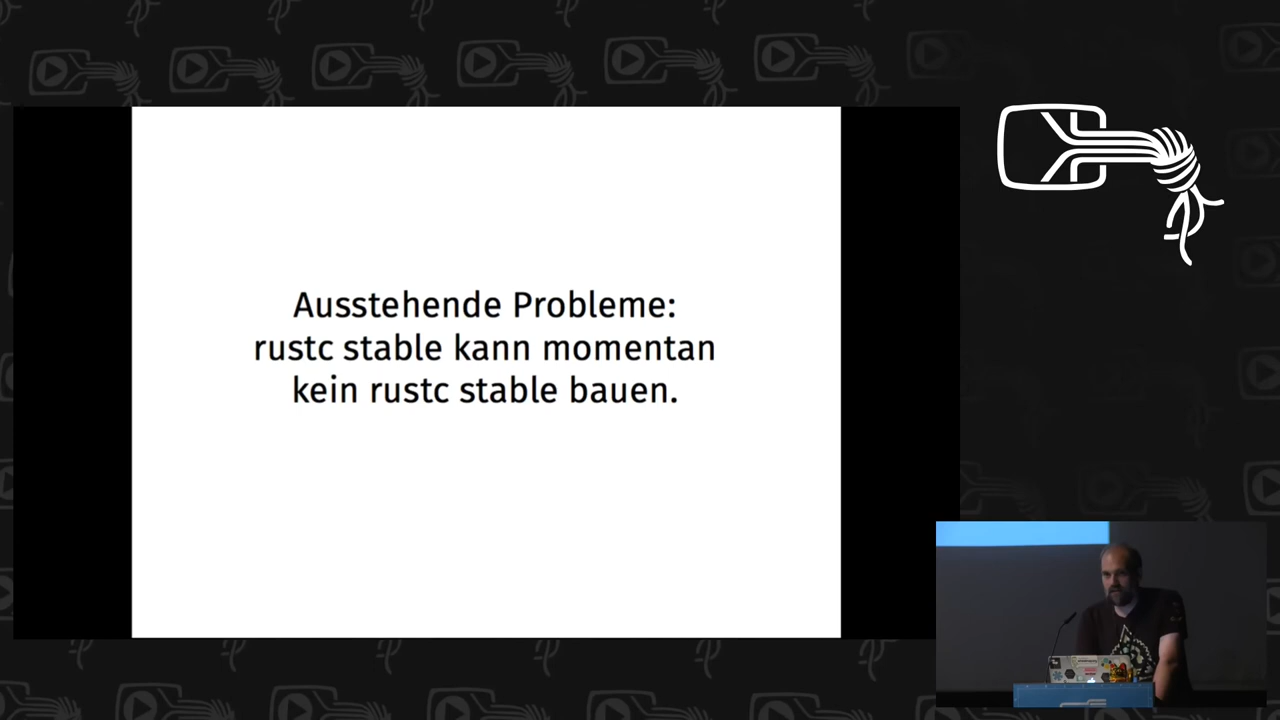 Ausstehende Probleme:
rustc stable kann momentan
kein rustc stable bauen.